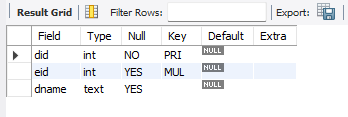 Result Grid Filter Rows: Export:
Field Type Null Key Default Extra
did int NO PRI NULL
eid int YES MUL NULL
dname text YES NULL